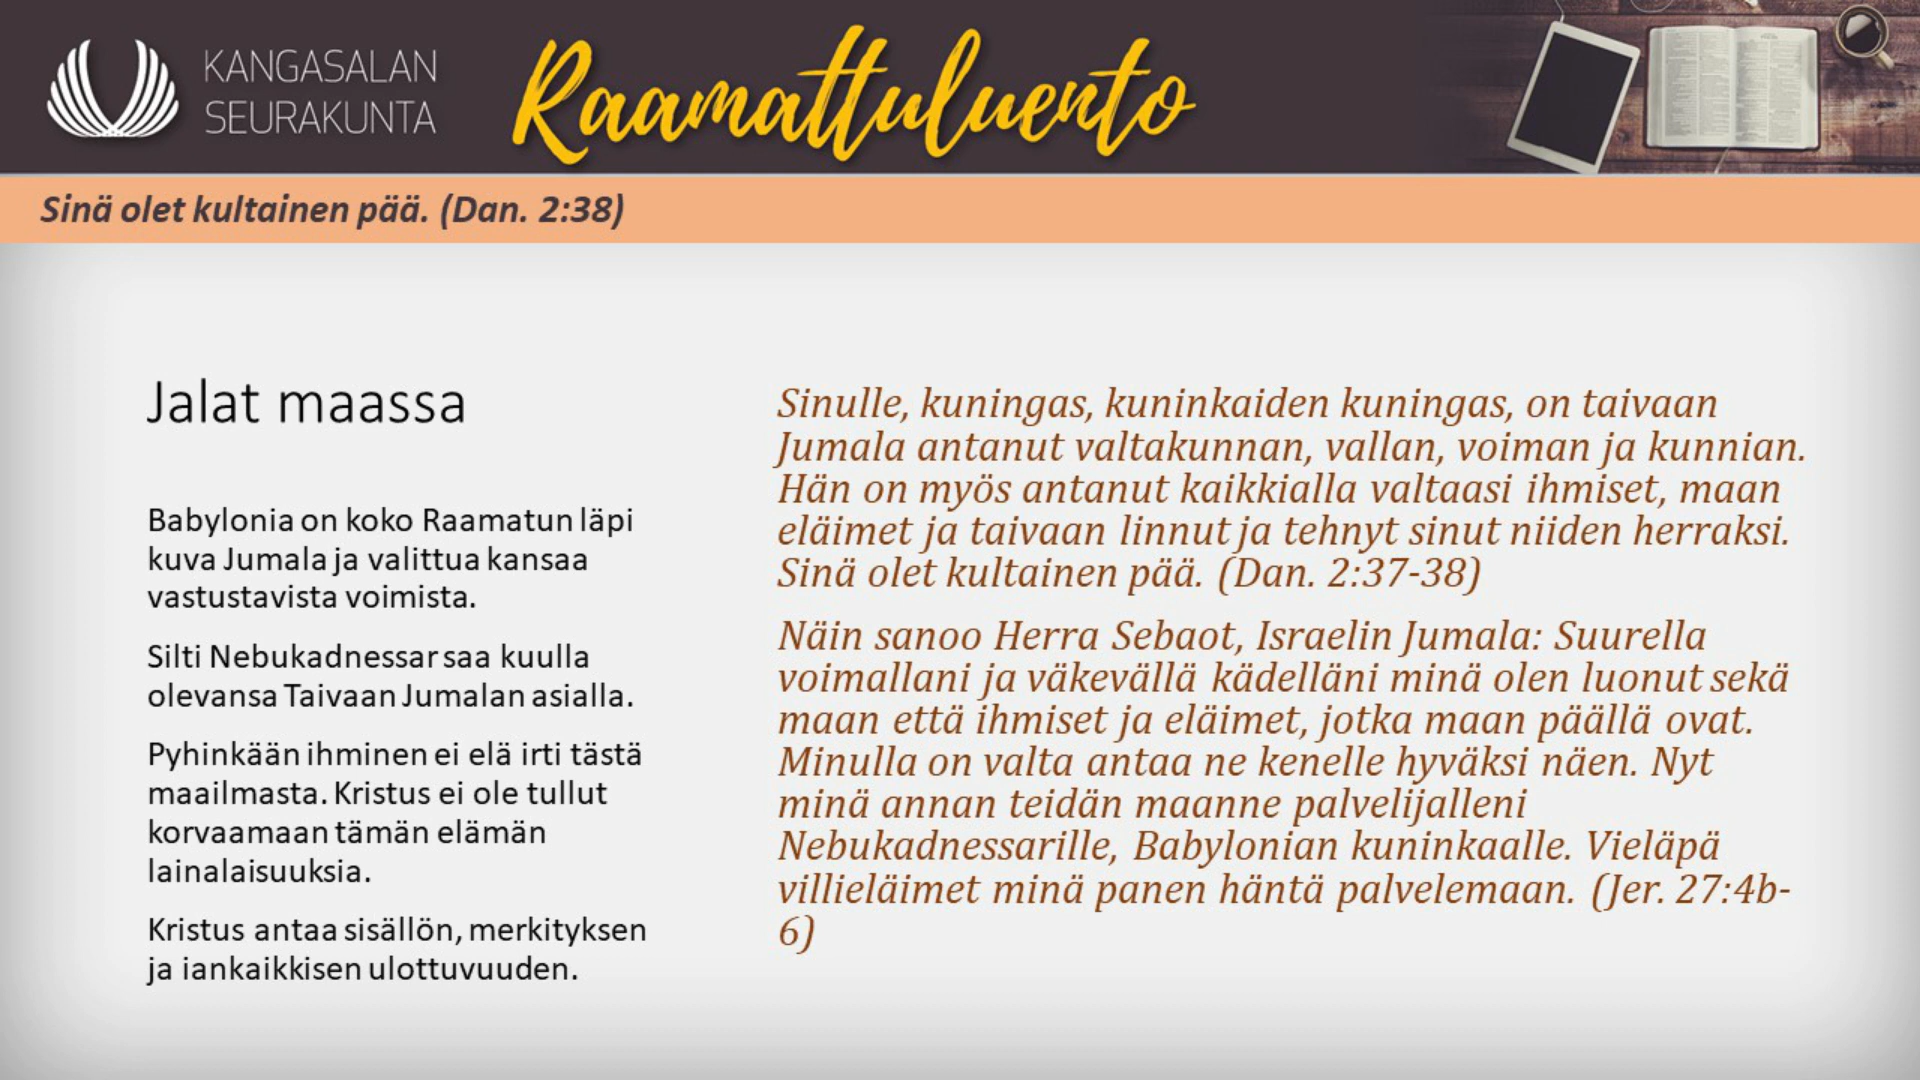 KANGASALAN
SEURAKUNTA
Raamattuluento
Sinä olet kultainen pää. (Dan. 2:38)
Jalat maassa
Babylonia on koko Raamatun läpi
kuva Jumala ja valittua kansaa
vastustavista voimista.
Silti Nebukadnessar saa kuulla
olevansa Taivaan Jumalan asialla.
Pyhinkään ihminen ei elä irti tästä
maailmasta. Kristus ei ole tullut
korvaamaan tämän elämän
lainalaisuuksia.
Kristus antaa sisällön, merkityksen
ja iankaikkisen ulottuvuuden.
Sinulle, kuningas, kuninkaiden kuningas, on taivaan
Jumala antanut valtakunnan, vallan, voiman ja kunnian.
Hän on myös antanut kaikkialla valtaasi ihmiset, maan
eläimet ja taivaan linnut ja tehnyt sinut niiden herraksi.
Sinä olet kultainen pää. (Dan. 2:37-38)
Näin sanoo Herra Sebaot, Israelin Jumala: Suurella
voimallani ja väkevällä kädelläni minä olen luonut sekä
maan että ihmiset ja eläimet, jotka maan päällä ovat.
Minulla on valta antaa ne kenelle hyväksi näen. Nyt
minä annan teidän maanne palvelijalleni
Nebukadnessarille, Babylonian kuninkaalle. Vieläpä
villieläimet minä panen häntä palvelemaan. (Jer. 27:4b-
6)